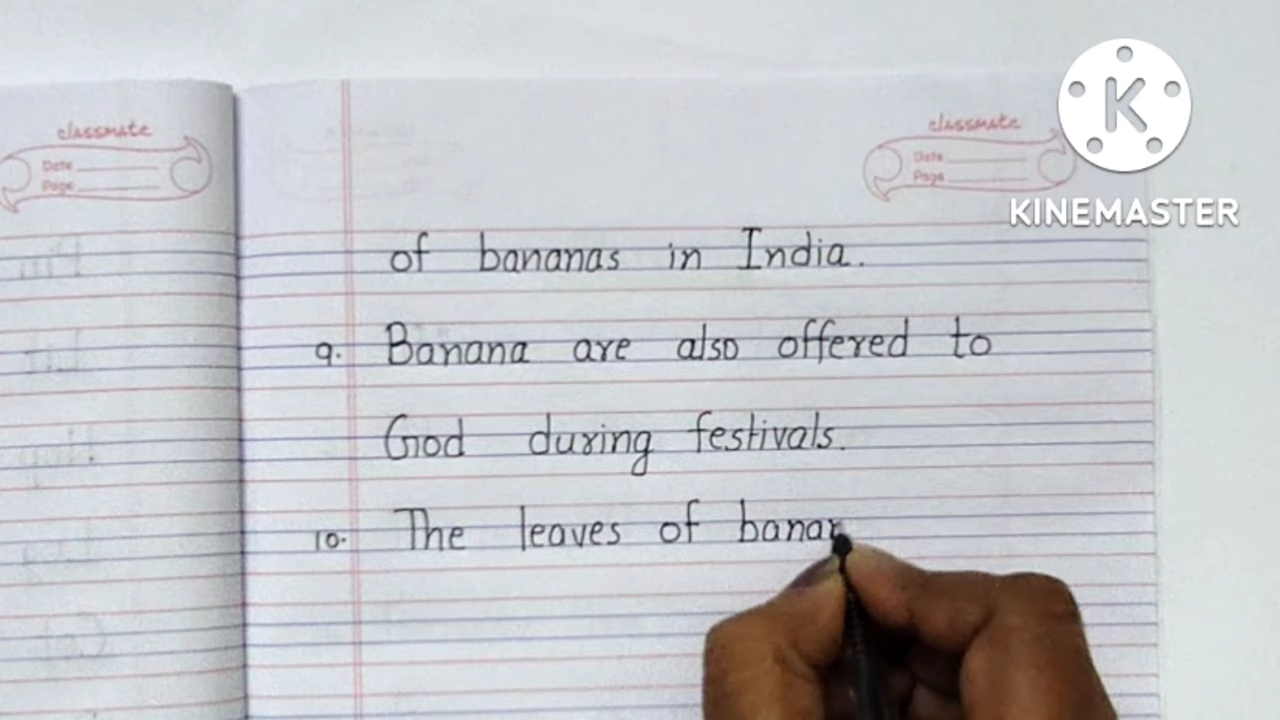 classmate
Date
Page
classmate
Date
Page
KINEMASTER
of bananas in India.
9. Banana are also offered to
God during festivals.
10. The leaves of banan